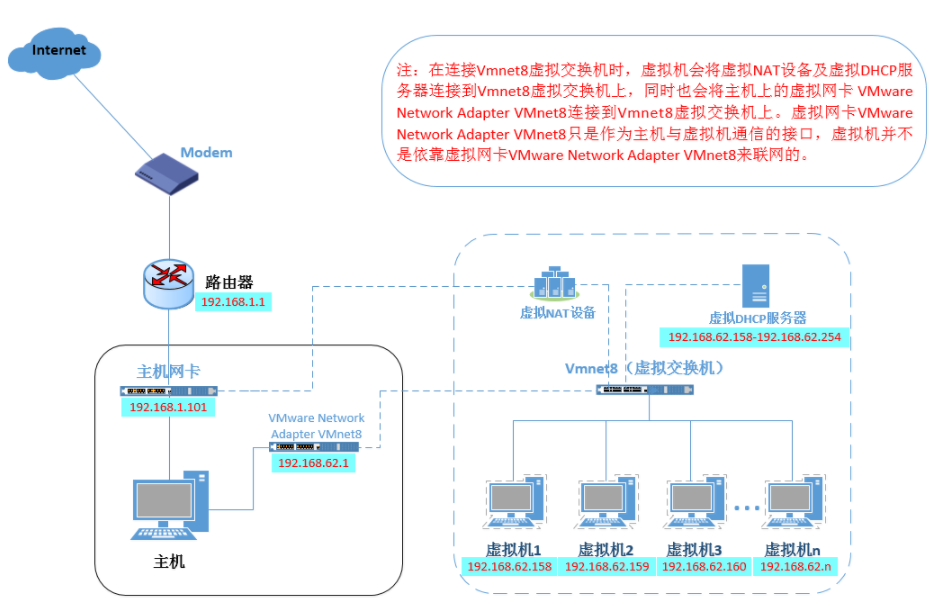 Internet
注：在连接Vmnet8虚拟交换机时，虚拟机会将虚拟NAT设备及虚拟DHCP服
务器连接到Vmnet8虚拟交换机上，同时也会将主机上的虚拟网卡 VMware
Network Adapter VMnet8连接到Vmnet8虚拟交换机上。虚拟网卡VMware
Network Adapter VMnet8只是作为主机与虚拟机通信的接口，虚拟机并不
是依靠虚拟网卡VMware Network Adapter VMnet8来联网的。
Modem
路由器
192.168.1.1
虚拟NAT设备
虚拟DHCP服务器
192.168.62.158-192.168.62.254
主机网卡
192.168.1.101
Vmnet8（虚拟交换机）
VMware Network
Adapter VMnet8
192.168.62.1
主机
虚拟机1
192.168.62.158
虚拟机2
192.168.62.159
虚拟机3
192.168.62.160
虚拟机n
192.168.62.n